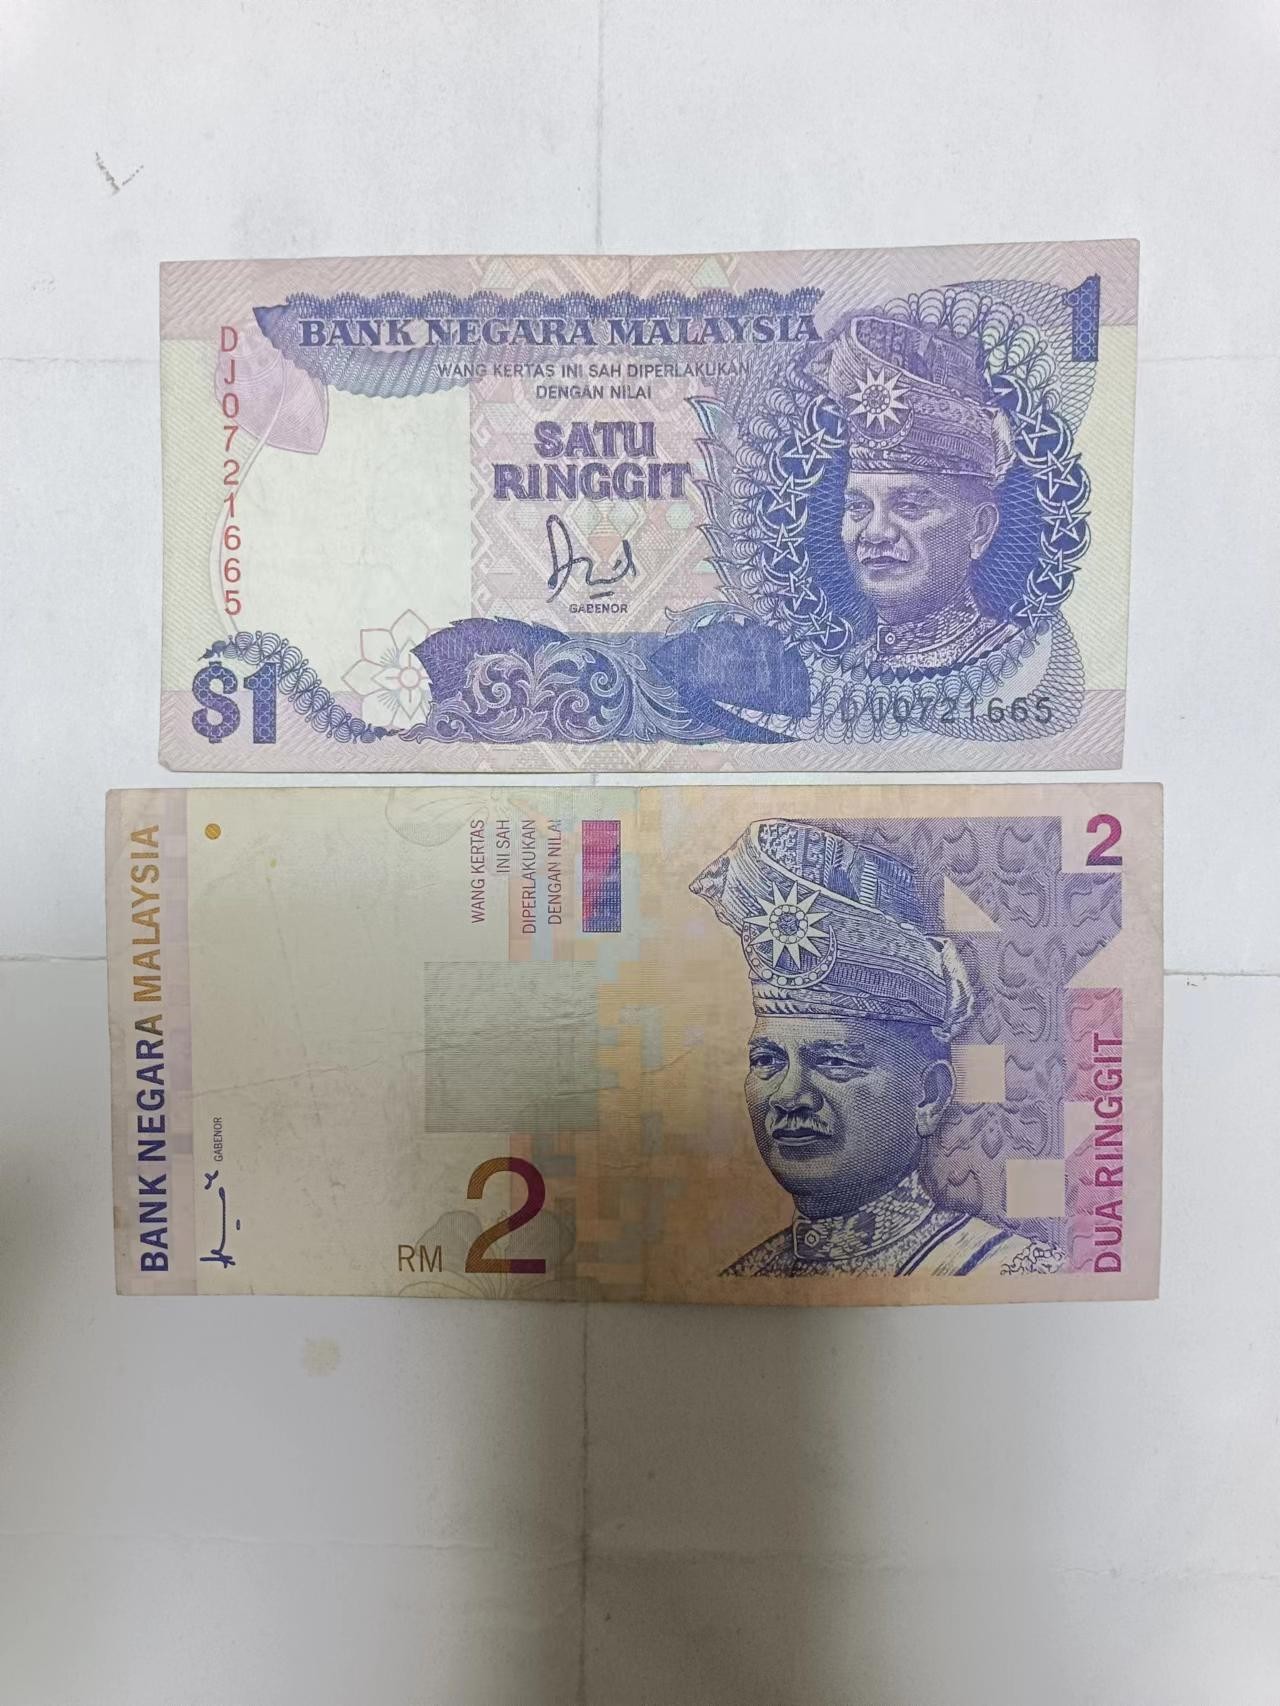 BANK NEGARA MALAYSIA
1
WANG KERTAS INI SAH DIPERLAKUKAN
DENGAN NILAI
DJ0721665
SATU
RINGGIT
GABENOR
$1
DJ0721665
BANK NEGARA MALAYSIA
GABENOR
WANG KERTAS
INI SAH
DIPERLAKUKAN
DENGAN NILAI
RM 2
2
DUA RINGGIT